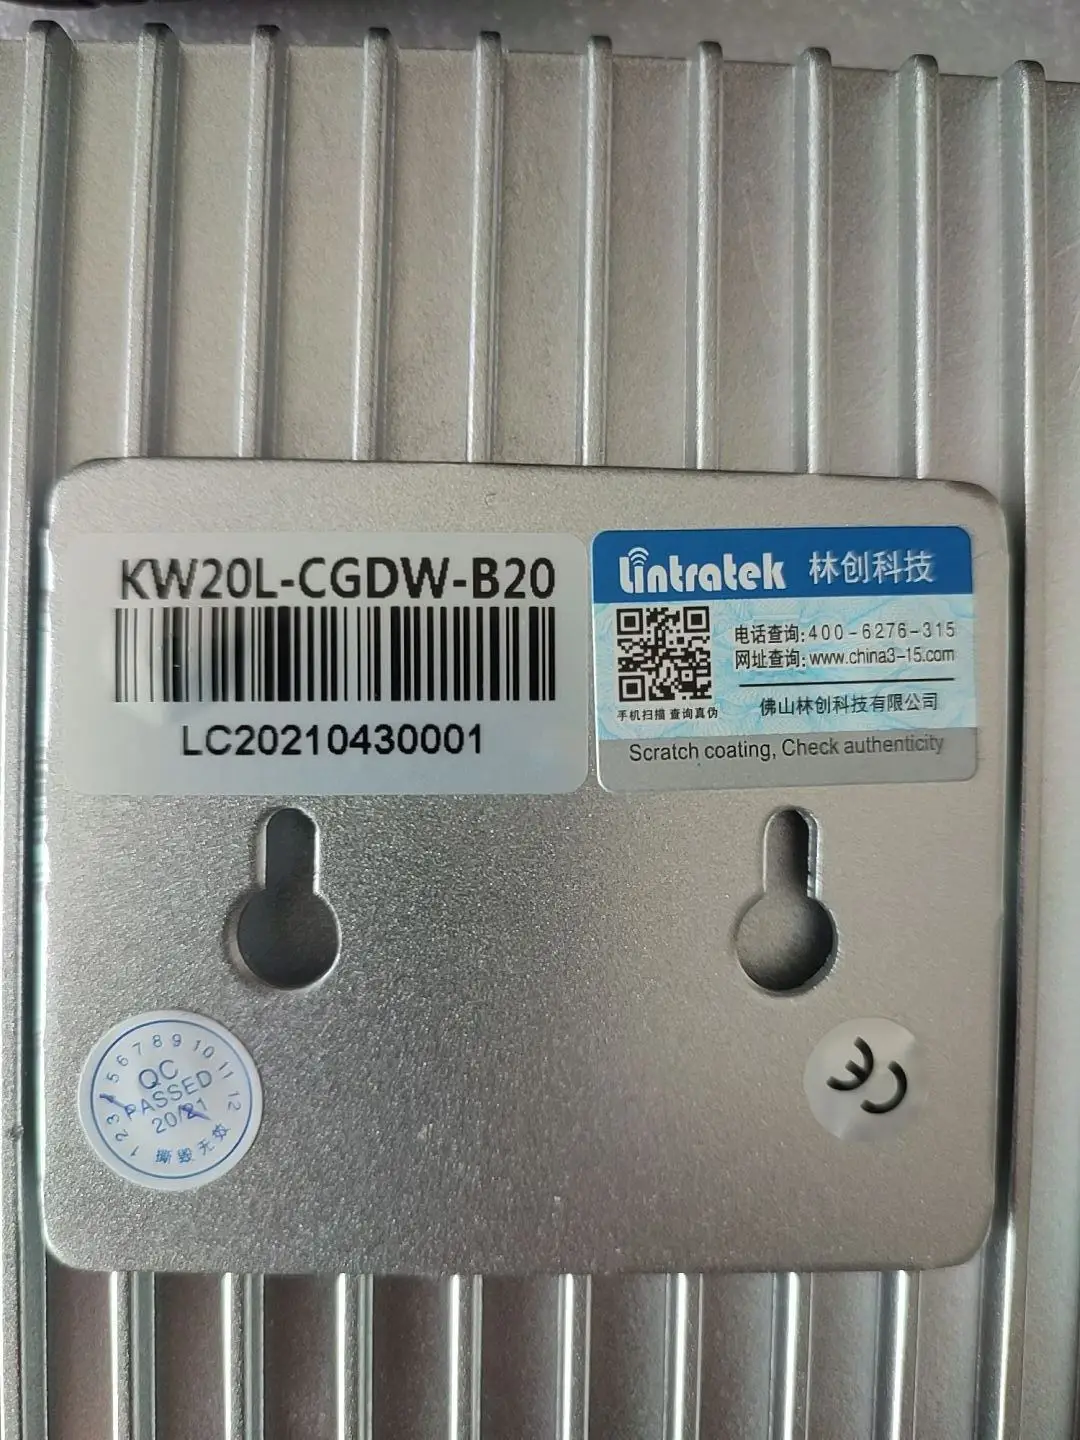 KW20L-CGDW-B20
LC20210430001
Lintratek 林创科技
电话查询:400-6276-315
网址查询:www.china3-15.com
手机扫描 查询真伪
佛山林创科技有限公司
Scratch coating, Check authenticity
1 2 3 4 5 6 7 8 9 10 11 12
QC
PASSED
20/21
撕毁无效
CE